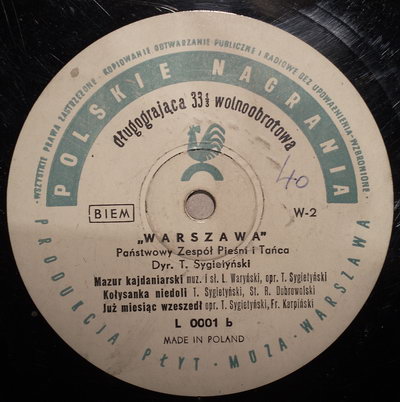 WSZYSTKIE PRAWA ZASTRZEŻONE · KOPIOWANIE ODTWARZANIE PUBLICZNE I RADIOWE BEZ UPOWAŻNIENIA-WZBRONIONE
POLSKIE NAGRANIA
długogrająca 33⅓ wolnoobrotowa
40
BIEM
W-2
„WARSZAWA"
Państwowy Zespół Pieśni i Tańca
Dyr. T. Sygietyński
Mazur kajdaniarski muz. i sł. L. Waryński, opr. T. Sygietyński
Kołysanka niedoli T. Sygietyński, Sł. R. Dobrowolski
Już miesiąc wzeszedł opr. T. Sygietyński, Fr. Karpiński
L 0001 b
MADE IN POLAND
PRODUKCJA PŁYT · MUZA · WARSZAWA